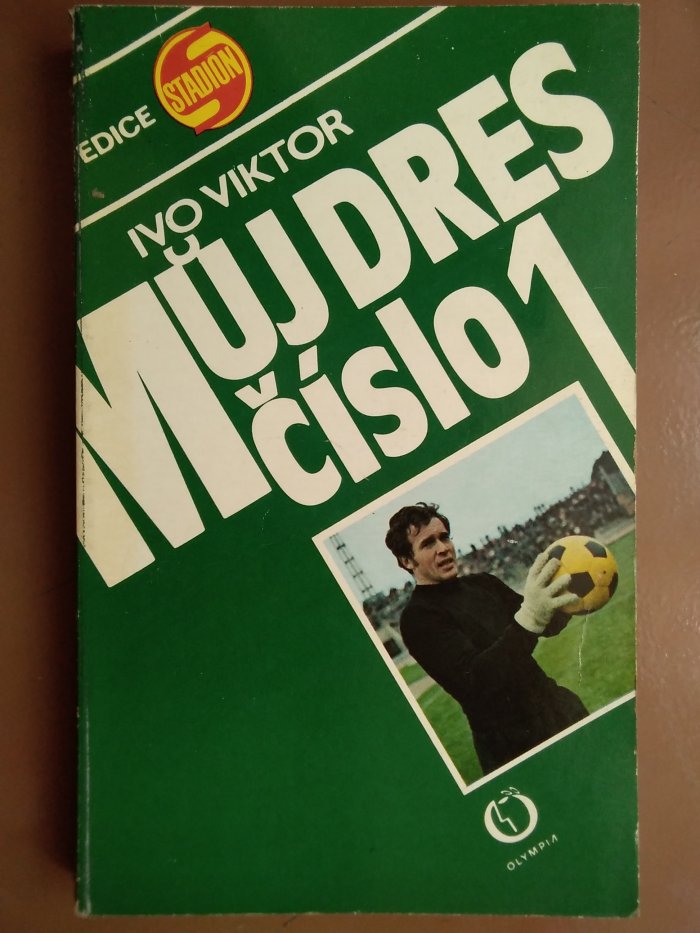 EDICE
STADION
IVO VIKTOR
MŮJ DRES
číslo 1
OLYMPIA